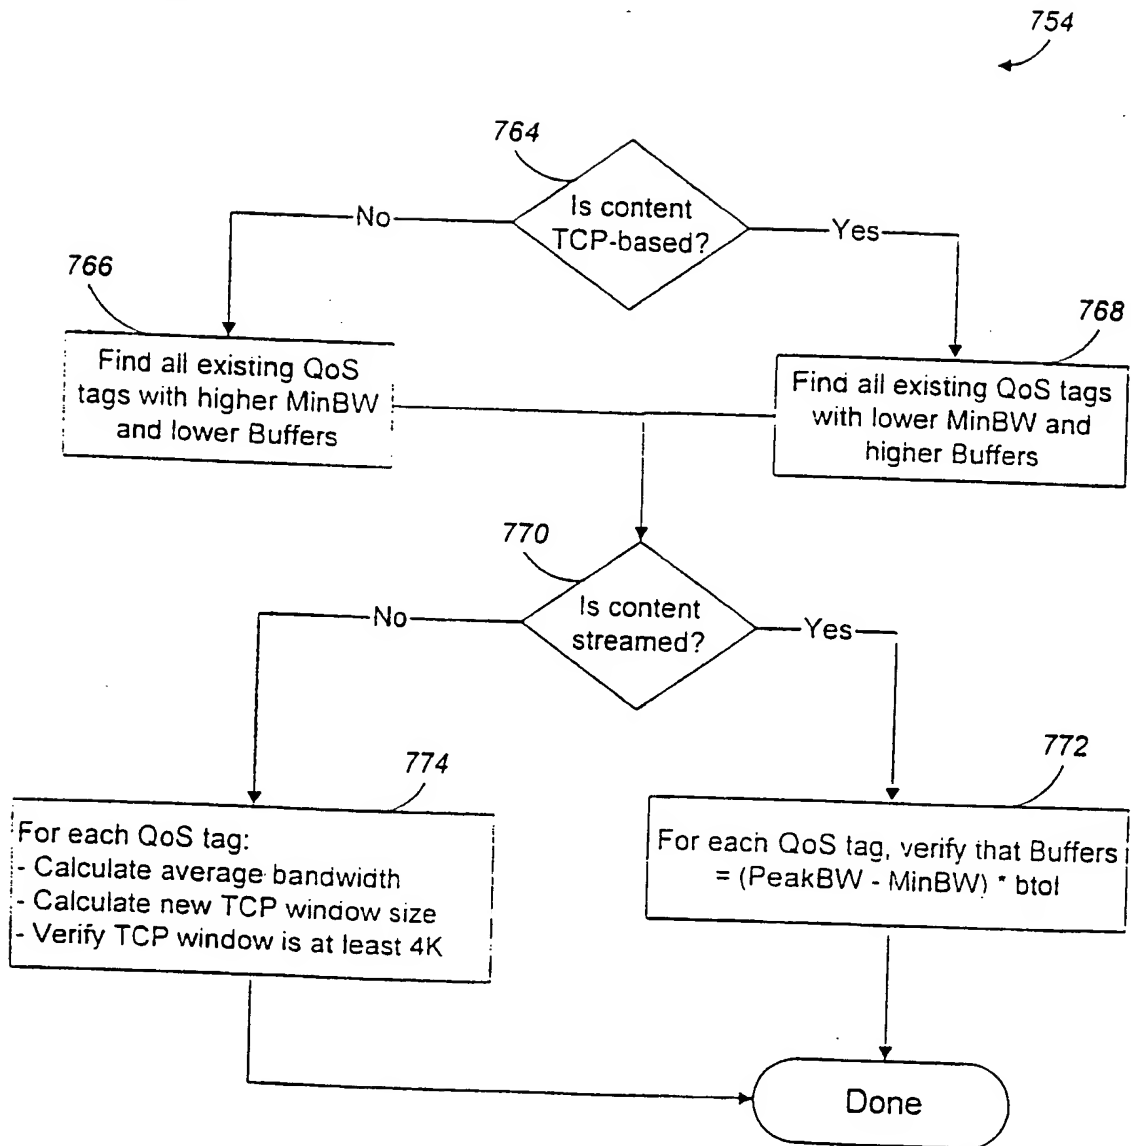 754
764
Is content
TCP-based?
No
Yes
766
Find all existing QoS
tags with higher MinBW
and lower Buffers
768
Find all existing QoS tags
with lower MinBW and
higher Buffers
770
Is content
streamed?
No
Yes
774
For each QoS tag:
- Calculate average bandwidth
- Calculate new TCP window size
- Verify TCP window is at least 4K
772
For each QoS tag, verify that Buffers
= (PeakBW - MinBW) * btol
Done